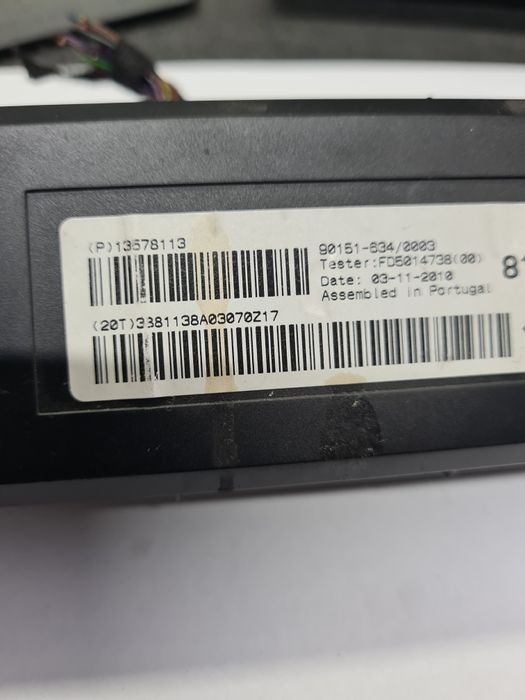 (P)13578113
90151-634/0003
Tester:FD5014738(00)
Date: 03-11-2010
Assembled in Portugal
(20T)3381138A03070Z17